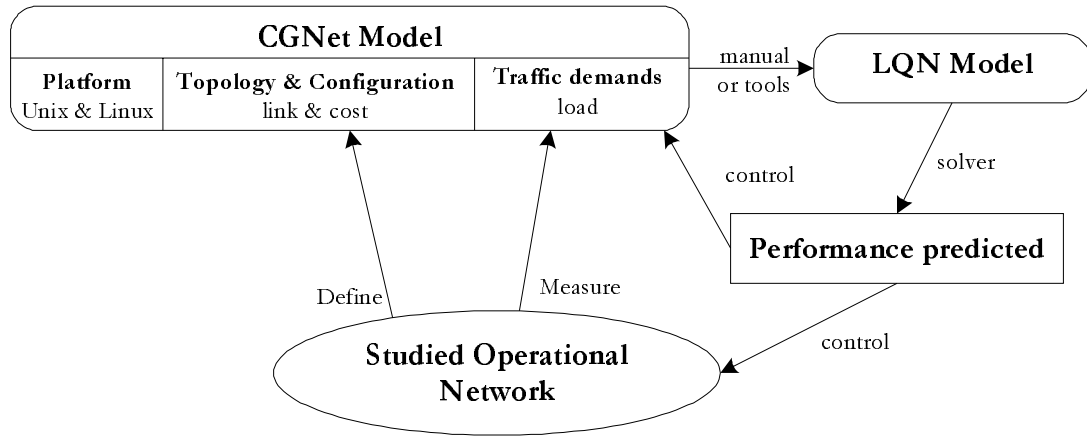 CGNet Model
Platform
Unix & Linux
Topology & Configuration
link & cost
Traffic demands
load
manual
or tools
LQN Model
control
solver
Performance predicted
Define
Measure
control
Studied Operational
Network